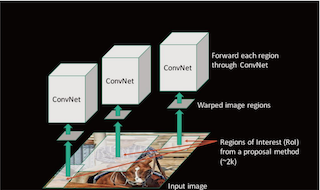 ConvNet
ConvNet
ConvNet
Forward each region
through ConvNet
Warped image regions
Regions of Interest (RoI)
from a proposal method
(~2k)
Input image